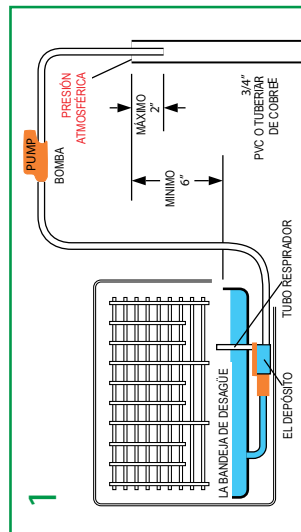 1
PUMP
BOMBA
PRESIÓN
ATMOSFÉRICA
MÁXIMO
2"
MINIMO
6"
3/4"
PVC O TUBERIAR
DE COBRE
LA BANDEJA DE DESAGÜE
TUBO RESPIRADOR
EL DEPÓSITO